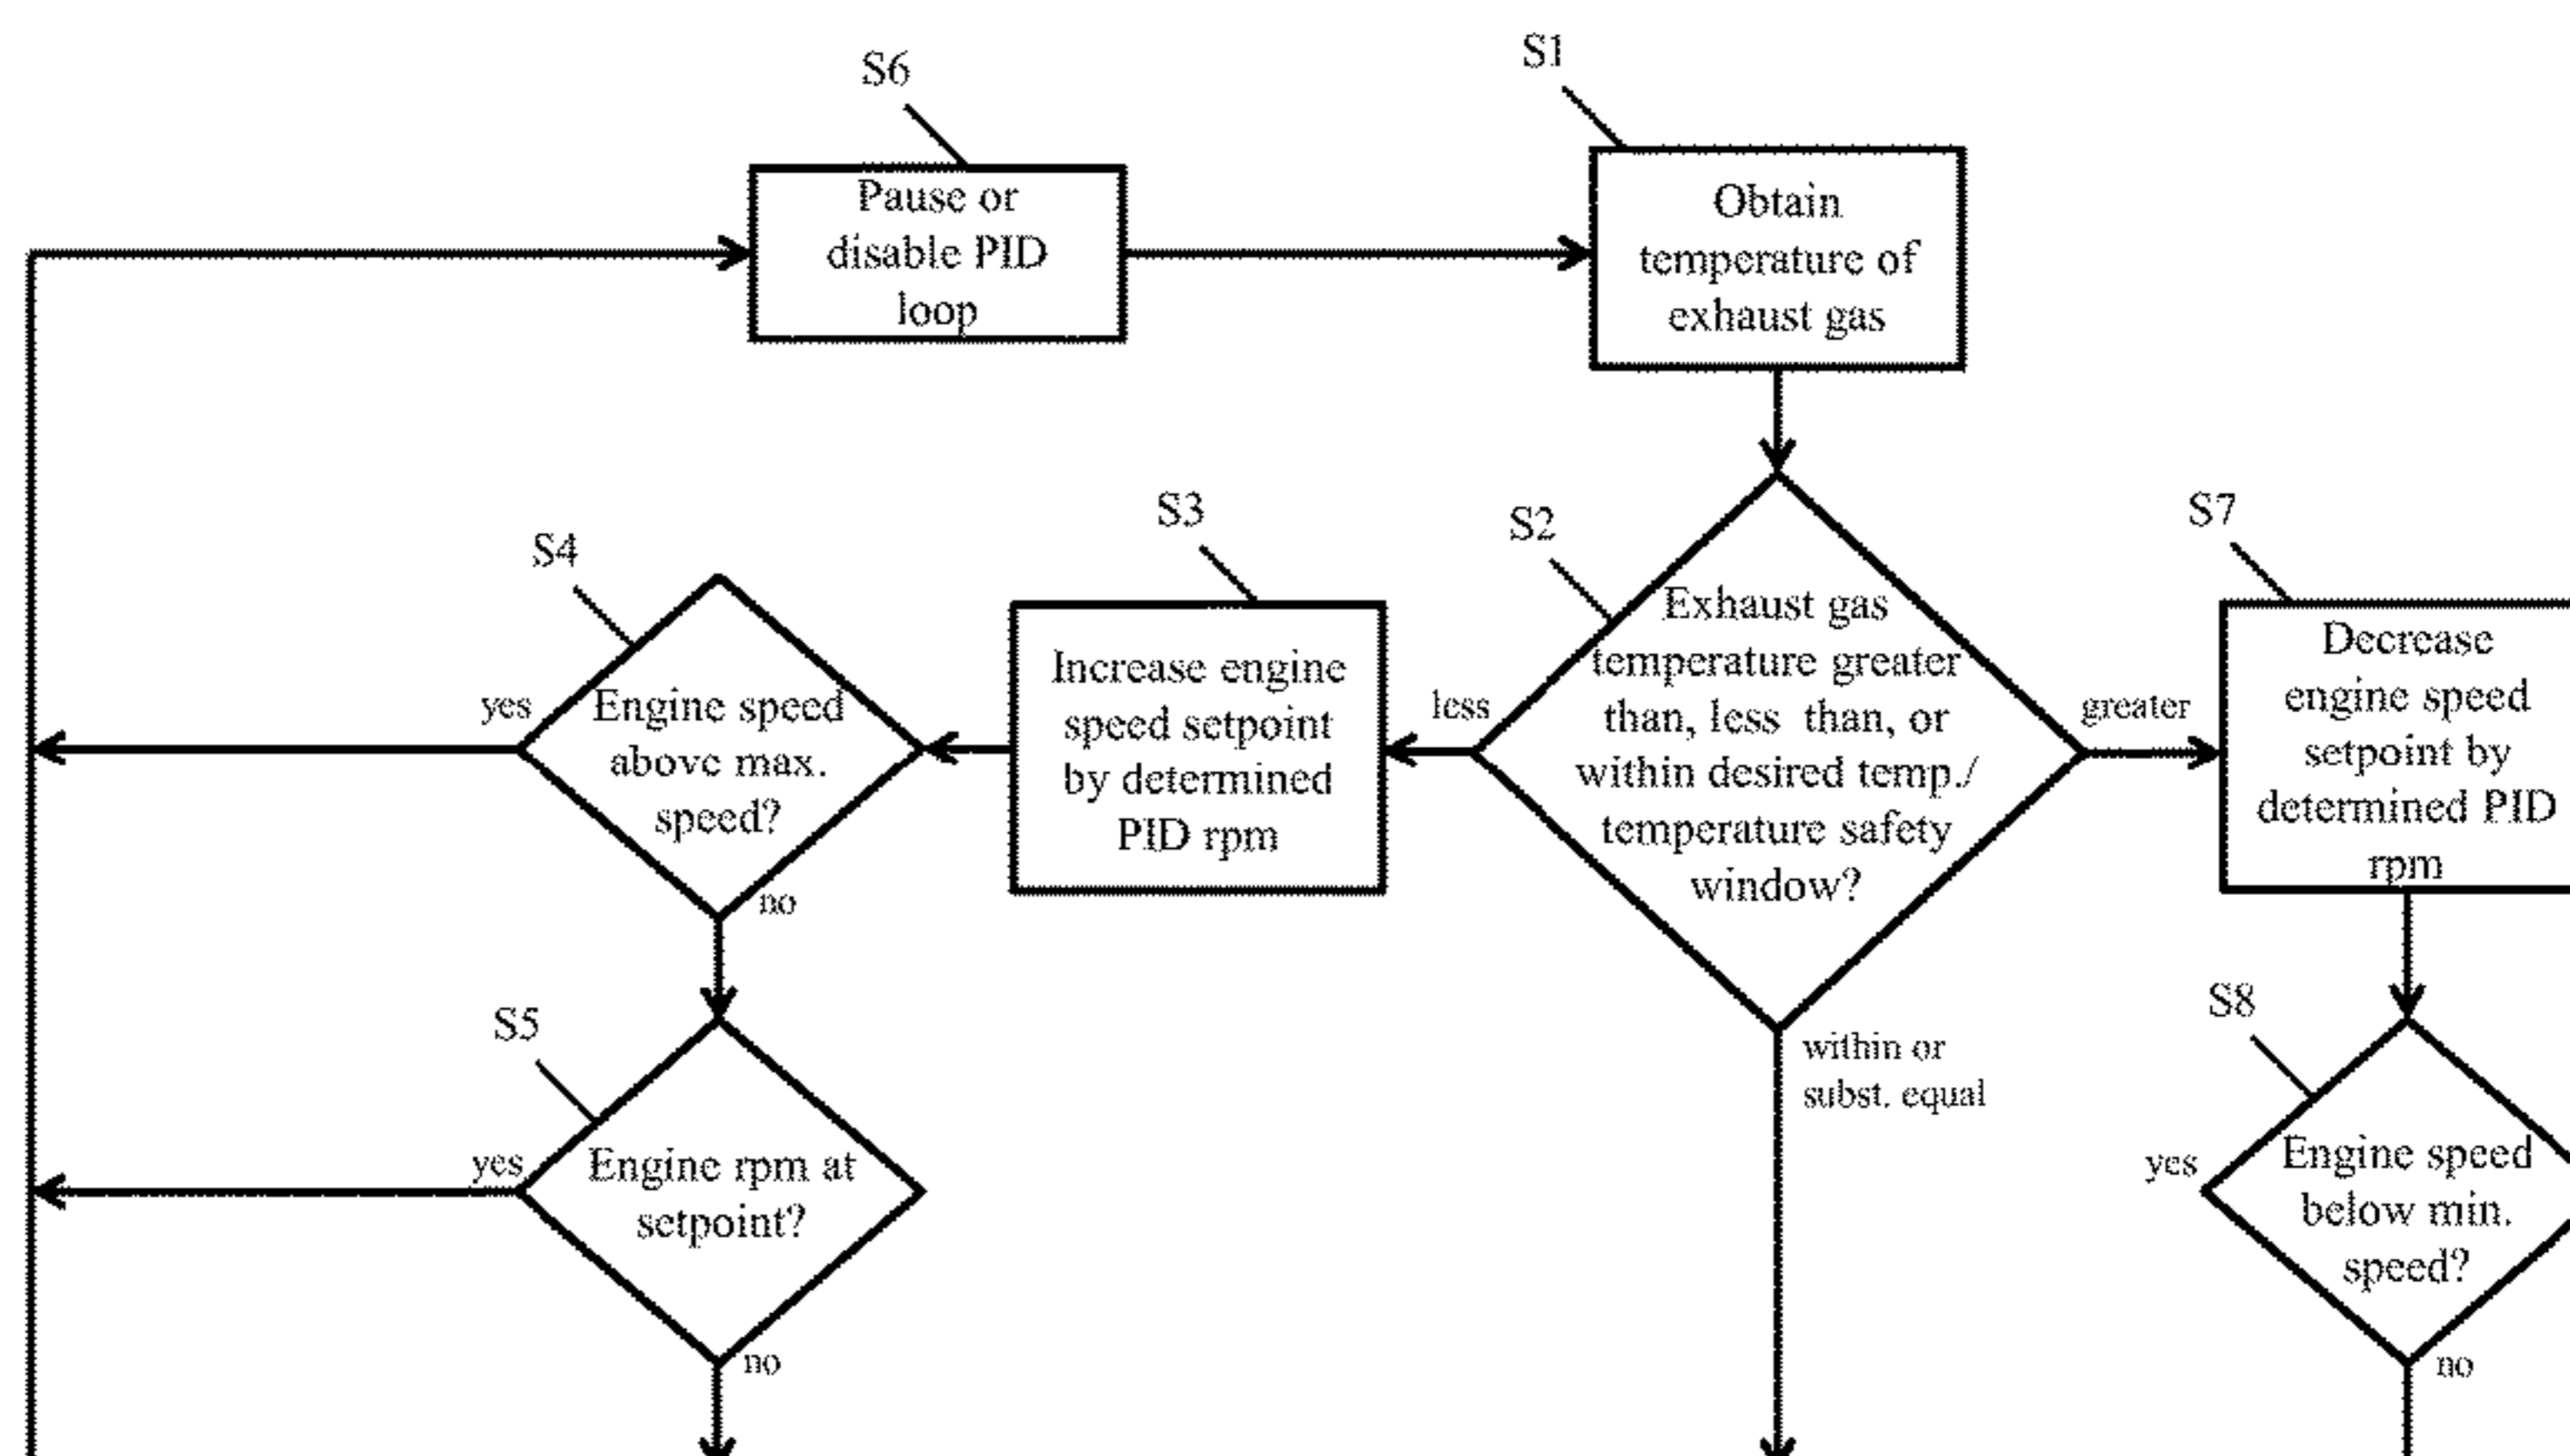 S6
S1
Pause or
disable PID
loop
Obtain
temperature of
exhaust gas
S4
S3
S2
S7
yes
Engine speed
above max.
speed?
no
Increase engine
speed setpoint
by determined
PID rpm
less
Exhaust gas
temperature greater
than, less than, or
within desired temp./
temperature safety
window?
greater
Decrease
engine speed
setpoint by
determined PID
rpm
within or
subst. equal
S5
yes
Engine rpm at
setpoint?
no
S8
yes
Engine speed
below min.
speed?
no